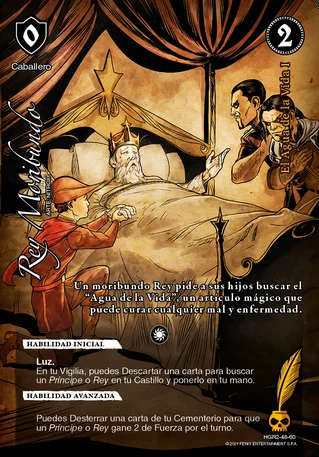 0
2
Caballero
El Agua de la Vida I
Rey Moribundo
Un moribundo Rey pide a sus hijos buscar el
“Agua de la Vida”, un artículo mágico que
puede curar cualquier mal y enfermedad.
HABILIDAD INICIAL
Luz.
En tu Vigilia, puedes Descartar una carta para buscar
un Príncipe o Rey en tu Castillo y ponerlo en tu mano.
HABILIDAD AVANZADA
Puedes Desterrar una carta de tu Cementerio para que
un Príncipe o Rey gane 2 de Fuerza por el turno.
HGR2-46-60
© 2021 FENIX ENTERTAINMENT S.P.A.